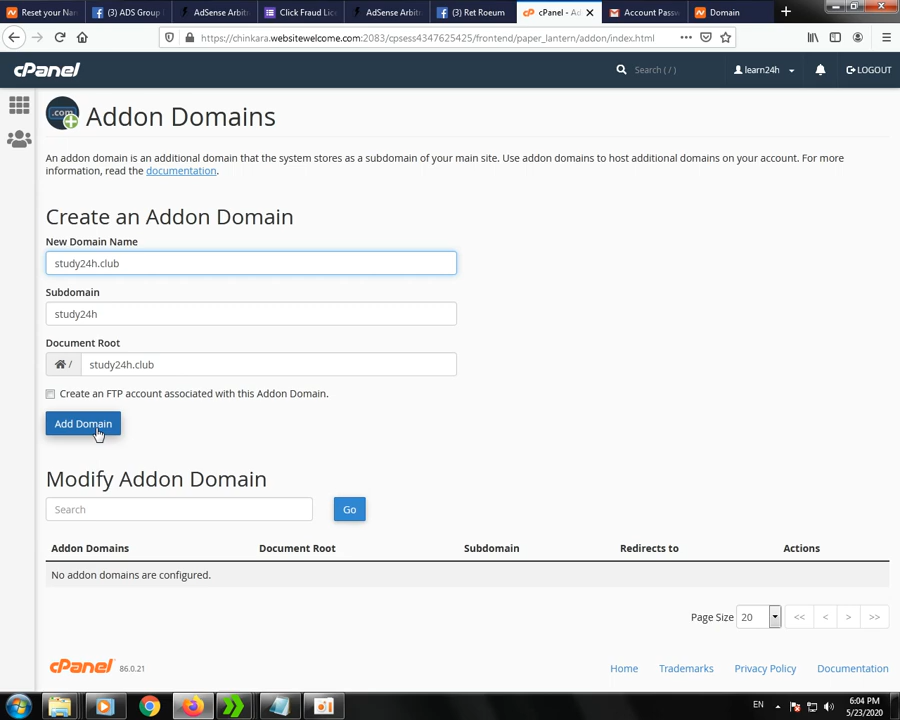 Reset your Nam
(3) ADS Group
AdSense Arbitra
Click Fraud Lice
AdSense Arbitra
(3) Ret Roeum
cPanel - Ad
Account Passw
Domain
https://chinkara.websitewelcome.com:2083/cpsess4347625425/frontend/paper_lantern/addon/index.html
cPanel
Search ( / )
learn24h
LOGOUT
.com
Addon Domains
An addon domain is an additional domain that the system stores as a subdomain of your main site. Use addon domains to host additional domains on your account. For more
information, read the documentation.
Create an Addon Domain
New Domain Name
study24h.club
Subdomain
study24h
Document Root
/ study24h.club
Create an FTP account associated with this Addon Domain.
Add Domain
Modify Addon Domain
Search
Go
Addon Domains Document Root Subdomain Redirects to Actions
No addon domains are configured.
Page Size 20 << < > >>
cPanel 86.0.21
Home Trademarks Privacy Policy Documentation
EN
6:04 PM
5/23/2020